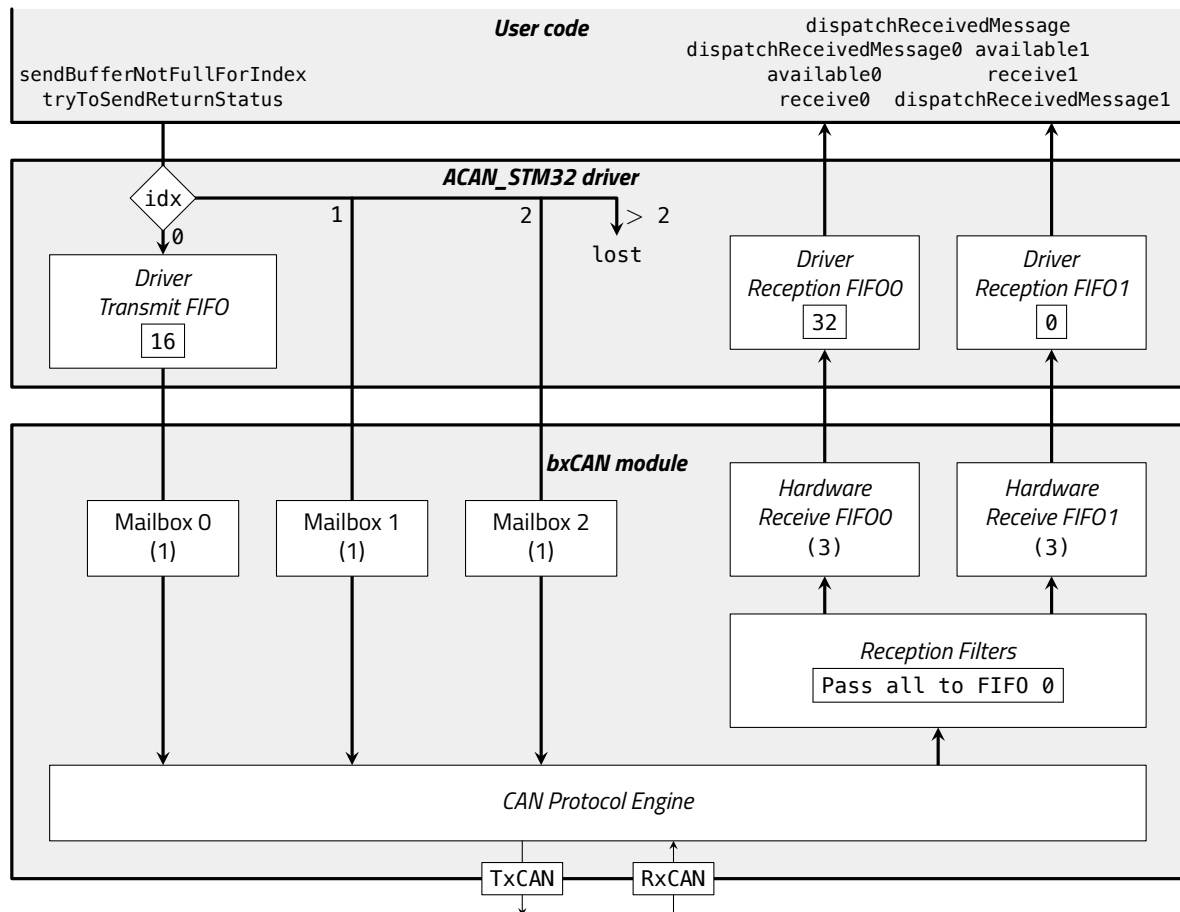 User code
dispatchReceivedMessage
dispatchReceivedMessage0 available1
sendBufferNotFullForIndex
available0
receive1
tryToSendReturnStatus
receive0
dispatchReceivedMessage1
ACAN_STM32 driver
idx
0
1
2
> 2
lost
Driver
Transmit FIFO
16
Driver
Reception FIFO0
32
Driver
Reception FIFO1
0
bxCAN module
Mailbox 0
(1)
Mailbox 1
(1)
Mailbox 2
(1)
Hardware
Receive FIFO0
(3)
Hardware
Receive FIFO1
(3)
Reception Filters
Pass all to FIFO 0
CAN Protocol Engine
TxCAN
RxCAN